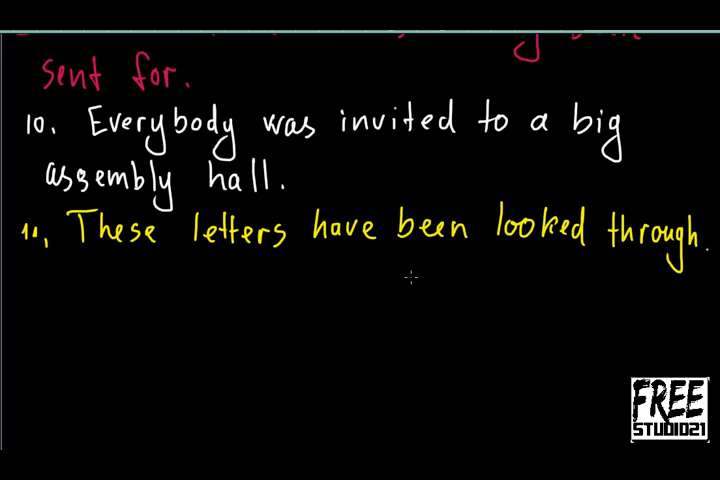 sent for.
10. Everybody was invited to a big
assembly hall.
11. These letters have been looked through.
FREE
STUDIO21